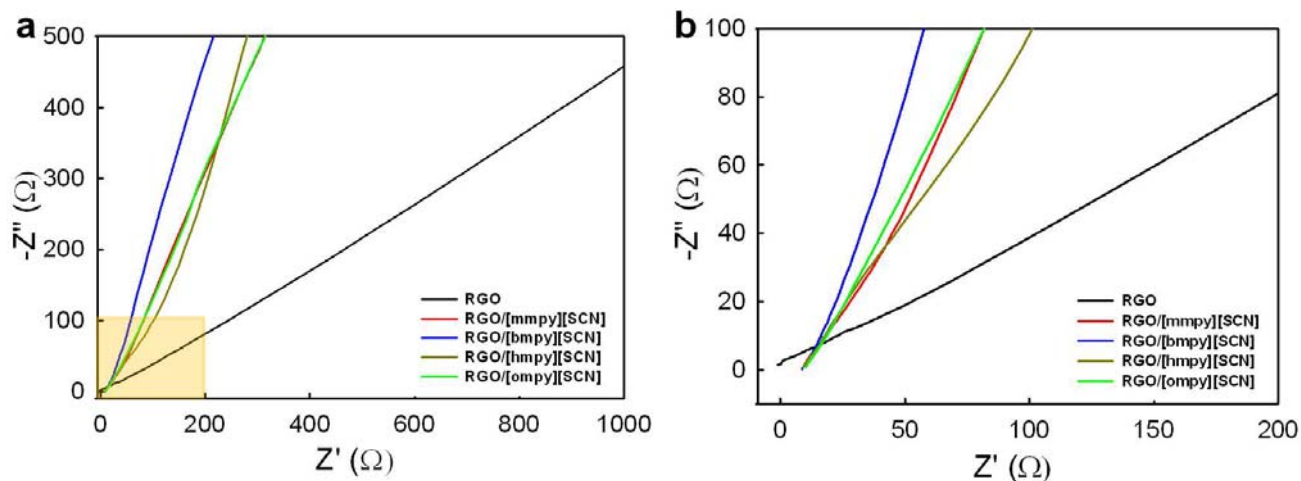 a
500
400
300
200
100
0
-Z" (Ω)
RGO
RGO/[mmpy][SCN]
RGO/[bmpy][SCN]
RGO/[hmpy][SCN]
RGO/[ompy][SCN]
0 200 400 600 800 1000
Z' (Ω)
b
100
80
60
40
20
0
-Z" (Ω)
RGO
RGO/[mmpy][SCN]
RGO/[bmpy][SCN]
RGO/[hmpy][SCN]
RGO/[ompy][SCN]
0 50 100 150 200
Z' (Ω)